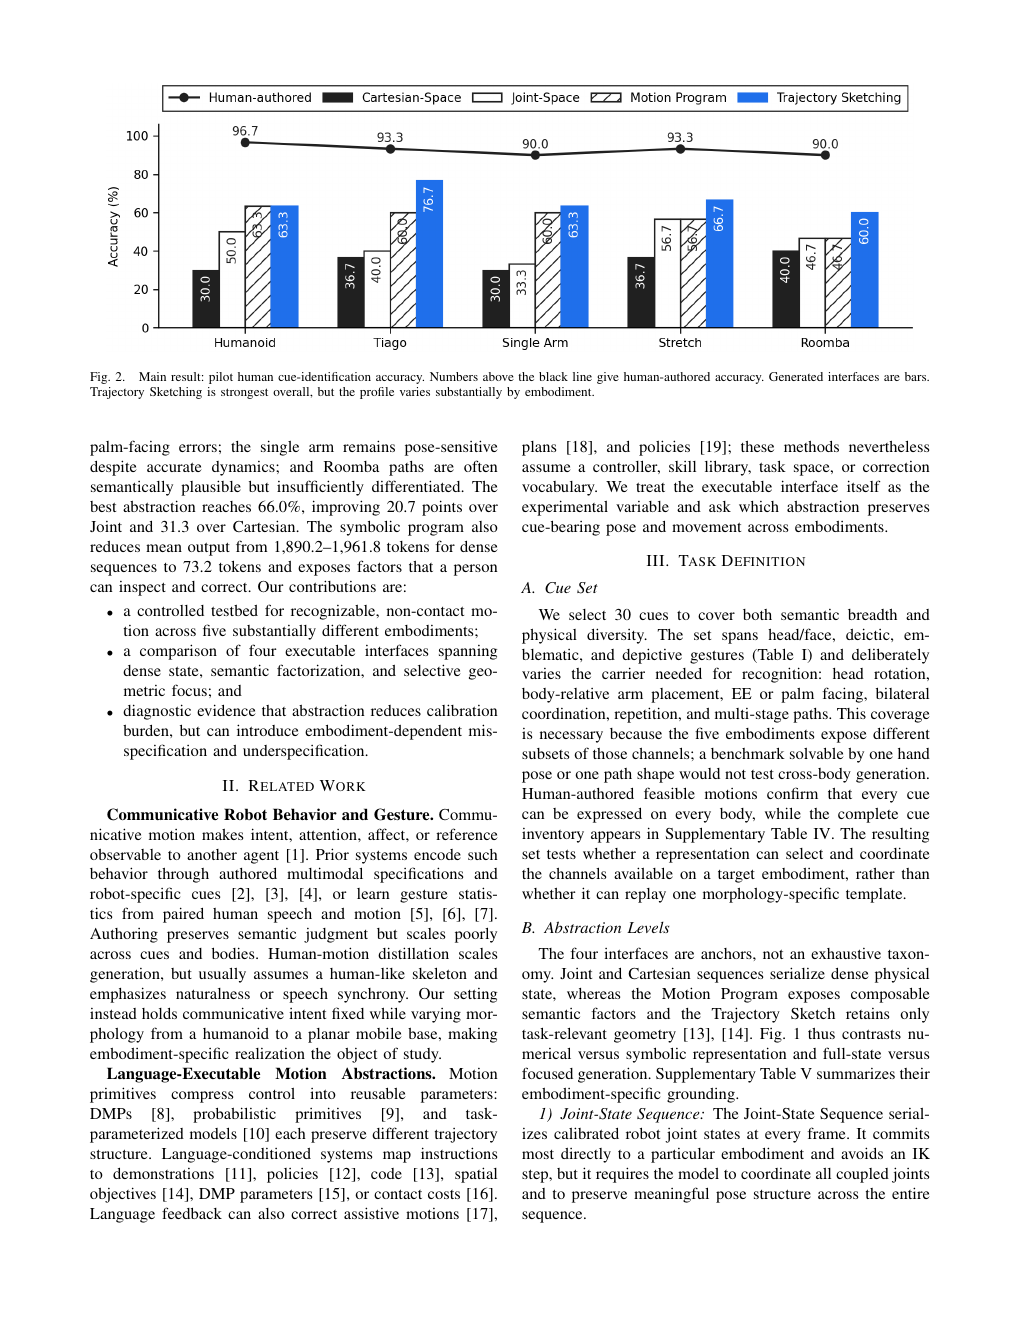 Human-authored Cartesian-Space Joint-Space Motion Program Trajectory Sketching
Accuracy (%)
100
80
60
40
20
0
96.7
93.3
90.0
93.3
90.0
30.0
50.0
63.3
63.3
36.7
40.0
60.0
76.7
30.0
33.3
60.0
63.3
36.7
56.7
56.7
66.7
40.0
46.7
46.7
60.0
Humanoid
Tiago
Single Arm
Stretch
Roomba
Fig. 2. Main result: pilot human cue-identification accuracy. Numbers above the black line give human-authored accuracy. Generated interfaces are bars.
Trajectory Sketching is strongest overall, but the profile varies substantially by embodiment.
palm-facing errors; the single arm remains pose-sensitive
despite accurate dynamics; and Roomba paths are often
semantically plausible but insufficiently differentiated. The
best abstraction reaches 66.0%, improving 20.7 points over
Joint and 31.3 over Cartesian. The symbolic program also
reduces mean output from 1,890.2–1,961.8 tokens for dense
sequences to 73.2 tokens and exposes factors that a person
can inspect and correct. Our contributions are:
• a controlled testbed for recognizable, non-contact mo-
tion across five substantially different embodiments;
• a comparison of four executable interfaces spanning
dense state, semantic factorization, and selective geo-
metric focus; and
• diagnostic evidence that abstraction reduces calibration
burden, but can introduce embodiment-dependent mis-
specification and underspecification.
II. RELATED WORK
Communicative Robot Behavior and Gesture. Commu-
nicative motion makes intent, attention, affect, or reference
observable to another agent [1]. Prior systems encode such
behavior through authored multimodal specifications and
robot-specific cues [2], [3], [4], or learn gesture statis-
tics from paired human speech and motion [5], [6], [7].
Authoring preserves semantic judgment but scales poorly
across cues and bodies. Human-motion distillation scales
generation, but usually assumes a human-like skeleton and
emphasizes naturalness or speech synchrony. Our setting
instead holds communicative intent fixed while varying mor-
phology from a humanoid to a planar mobile base, making
embodiment-specific realization the object of study.
Language-Executable Motion Abstractions. Motion
primitives compress control into reusable parameters:
DMPs [8], probabilistic primitives [9], and task-
parameterized models [10] each preserve different trajectory
structure. Language-conditioned systems map instructions
to demonstrations [11], policies [12], code [13], spatial
objectives [14], DMP parameters [15], or contact costs [16].
Language feedback can also correct assistive motions [17],
plans [18], and policies [19]; these methods nevertheless
assume a controller, skill library, task space, or correction
vocabulary. We treat the executable interface itself as the
experimental variable and ask which abstraction preserves
cue-bearing pose and movement across embodiments.
III. TASK DEFINITION
A. Cue Set
We select 30 cues to cover both semantic breadth and
physical diversity. The set spans head/face, deictic, em-
blematic, and depictive gestures (Table I) and deliberately
varies the carrier needed for recognition: head rotation,
body-relative arm placement, EE or palm facing, bilateral
coordination, repetition, and multi-stage paths. This coverage
is necessary because the five embodiments expose different
subsets of those channels; a benchmark solvable by one hand
pose or one path shape would not test cross-body generation.
Human-authored feasible motions confirm that every cue
can be expressed on every body, while the complete cue
inventory appears in Supplementary Table IV. The resulting
set tests whether a representation can select and coordinate
the channels available on a target embodiment, rather than
whether it can replay one morphology-specific template.
B. Abstraction Levels
The four interfaces are anchors, not an exhaustive taxon-
omy. Joint and Cartesian sequences serialize dense physical
state, whereas the Motion Program exposes composable
semantic factors and the Trajectory Sketch retains only
task-relevant geometry [13], [14]. Fig. 1 thus contrasts nu-
merical versus symbolic representation and full-state versus
focused generation. Supplementary Table V summarizes their
embodiment-specific grounding.
1) Joint-State Sequence: The Joint-State Sequence serial-
izes calibrated robot joint states at every frame. It commits
most directly to a particular embodiment and avoids an IK
step, but it requires the model to coordinate all coupled joints
and to preserve meaningful pose structure across the entire
sequence.